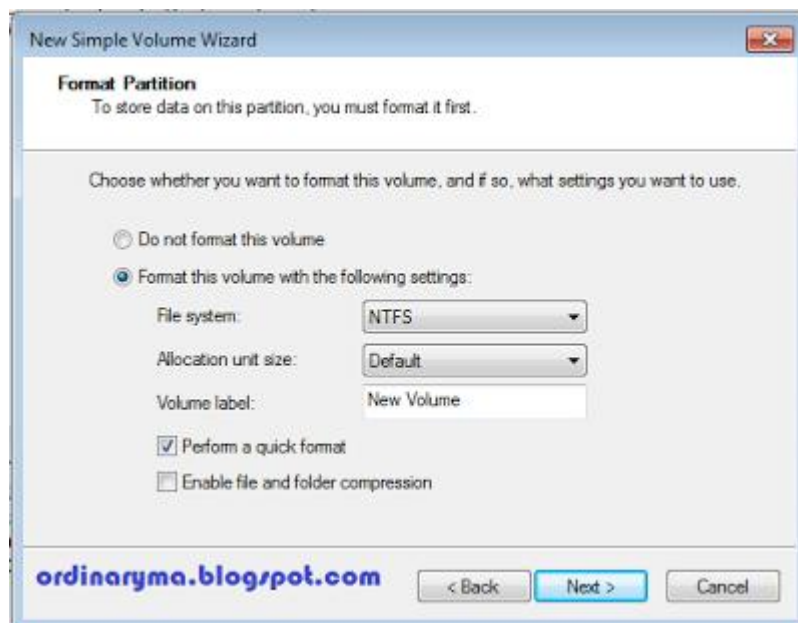 New Simple Volume Wizard
Format Partition
To store data on this partition, you must format it first.
Choose whether you want to format this volume, and if so, what settings you want to use.
Do not format this volume
Format this volume with the following settings:
File system: NTFS
Allocation unit size: Default
Volume label: New Volume
Perform a quick format
Enable file and folder compression
ordinaryma.blogspot.com
< Back Next > Cancel